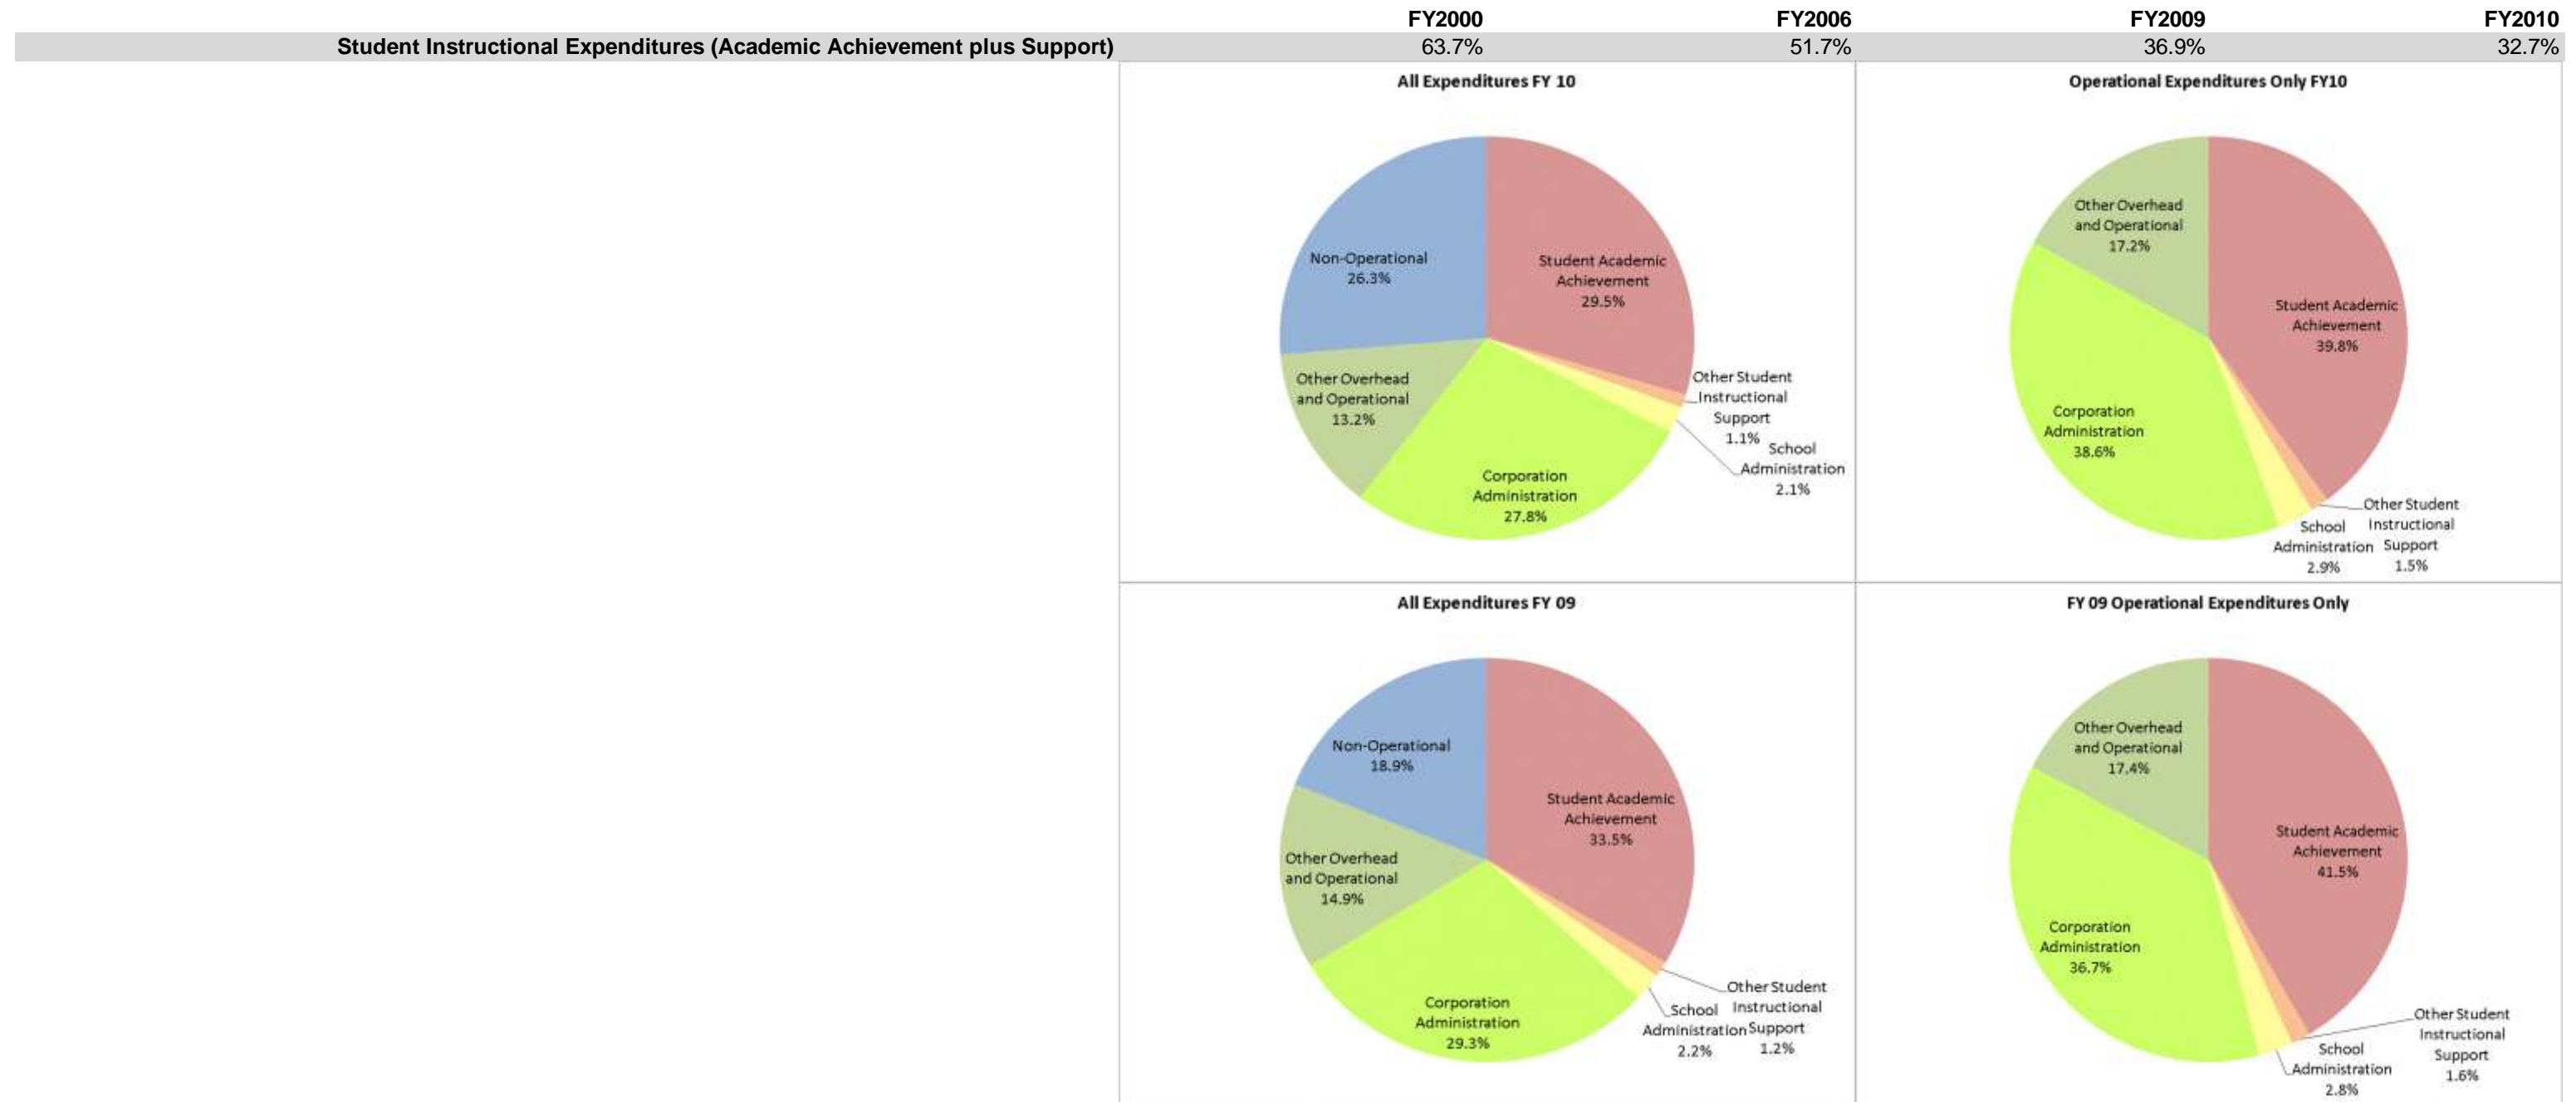 FY2000 FY2006 FY2009 FY2010
Student Instructional Expenditures (Academic Achievement plus Support) 63.7% 51.7% 36.9% 32.7%
All Expenditures FY 10
Non-Operational
26.3%
Student Academic
Achievement
29.5%
Other Student
Instructional
Support
1.1%
School
Administration
2.1%
Other Overhead
and Operational
13.2%
Corporation
Administration
27.8%
Operational Expenditures Only FY10
Other Overhead
and Operational
17.2%
Student Academic
Achievement
39.8%
Corporation
Administration
38.6%
Other Student
Instructional
Support
1.5%
School
Administration
2.9%
All Expenditures FY 09
Non-Operational
18.9%
Student Academic
Achievement
33.5%
Other Overhead
and Operational
14.9%
Corporation
Administration
29.3%
School
Administration
2.2%
Other Student
Instructional
Support
1.2%
FY 09 Operational Expenditures Only
Other Overhead
and Operational
17.4%
Student Academic
Achievement
41.5%
Corporation
Administration
36.7%
Other Student
Instructional
Support
1.6%
School
Administration
2.8%